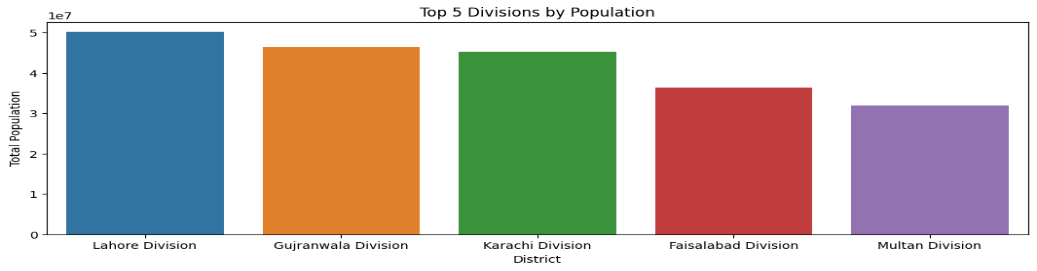 Top 5 Divisions by Population
1e7
5
4
3
2
1
0
Total Population
Lahore Division Gujranwala Division Karachi Division Faisalabad Division Multan Division
District